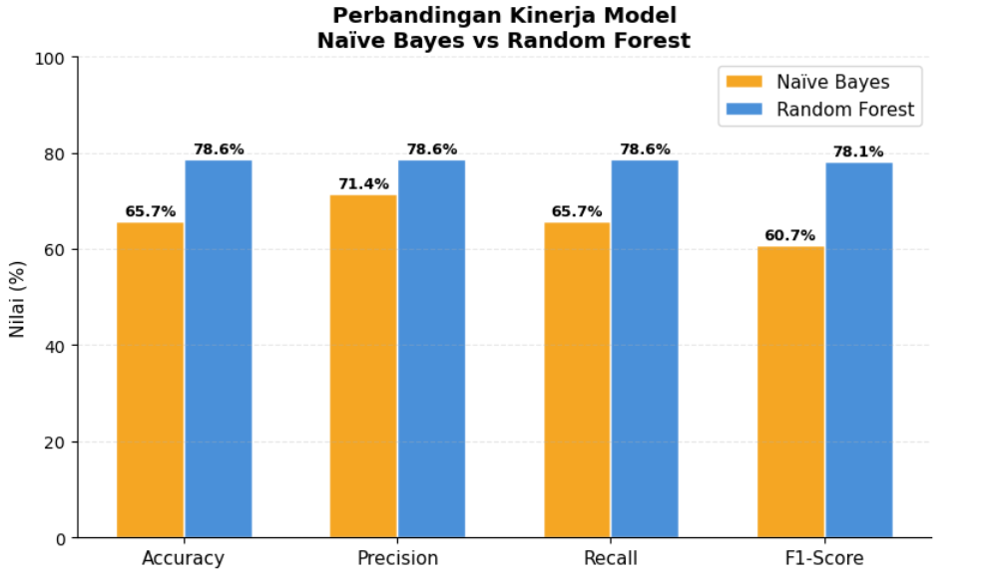 Perbandingan Kinerja Model
Naïve Bayes vs Random Forest
Naïve Bayes
Random Forest
Nilai (%)
100
80
60
40
20
0
65.7%
78.6%
71.4%
78.6%
65.7%
78.6%
60.7%
78.1%
Accuracy
Precision
Recall
F1-Score